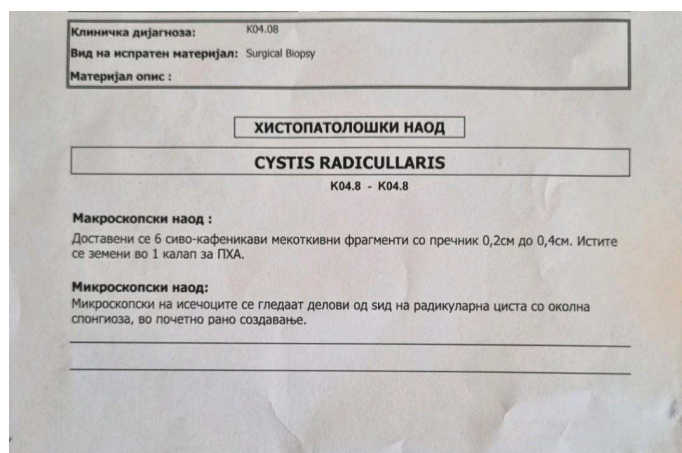 Клиничка дијагноза: K04.08
Вид на испратен материјал: Surgical Biopsy
Материјал опис :
ХИСТОПАТОЛОШКИ НАОД
CYSTIS RADICULLARIS
K04.8 - K04.8
Макроскопски наод :
Доставени се 6 сиво-кафеникави мекоткивни фрагменти со пречник 0,2см до 0,4см. Истите
се земени во 1 калап за ПХА.
Микроскопски наод:
Микроскопски на исечоците се гледаат делови од ѕид на радикуларна циста со околна
спонгиоза, во почетно рано создавање.